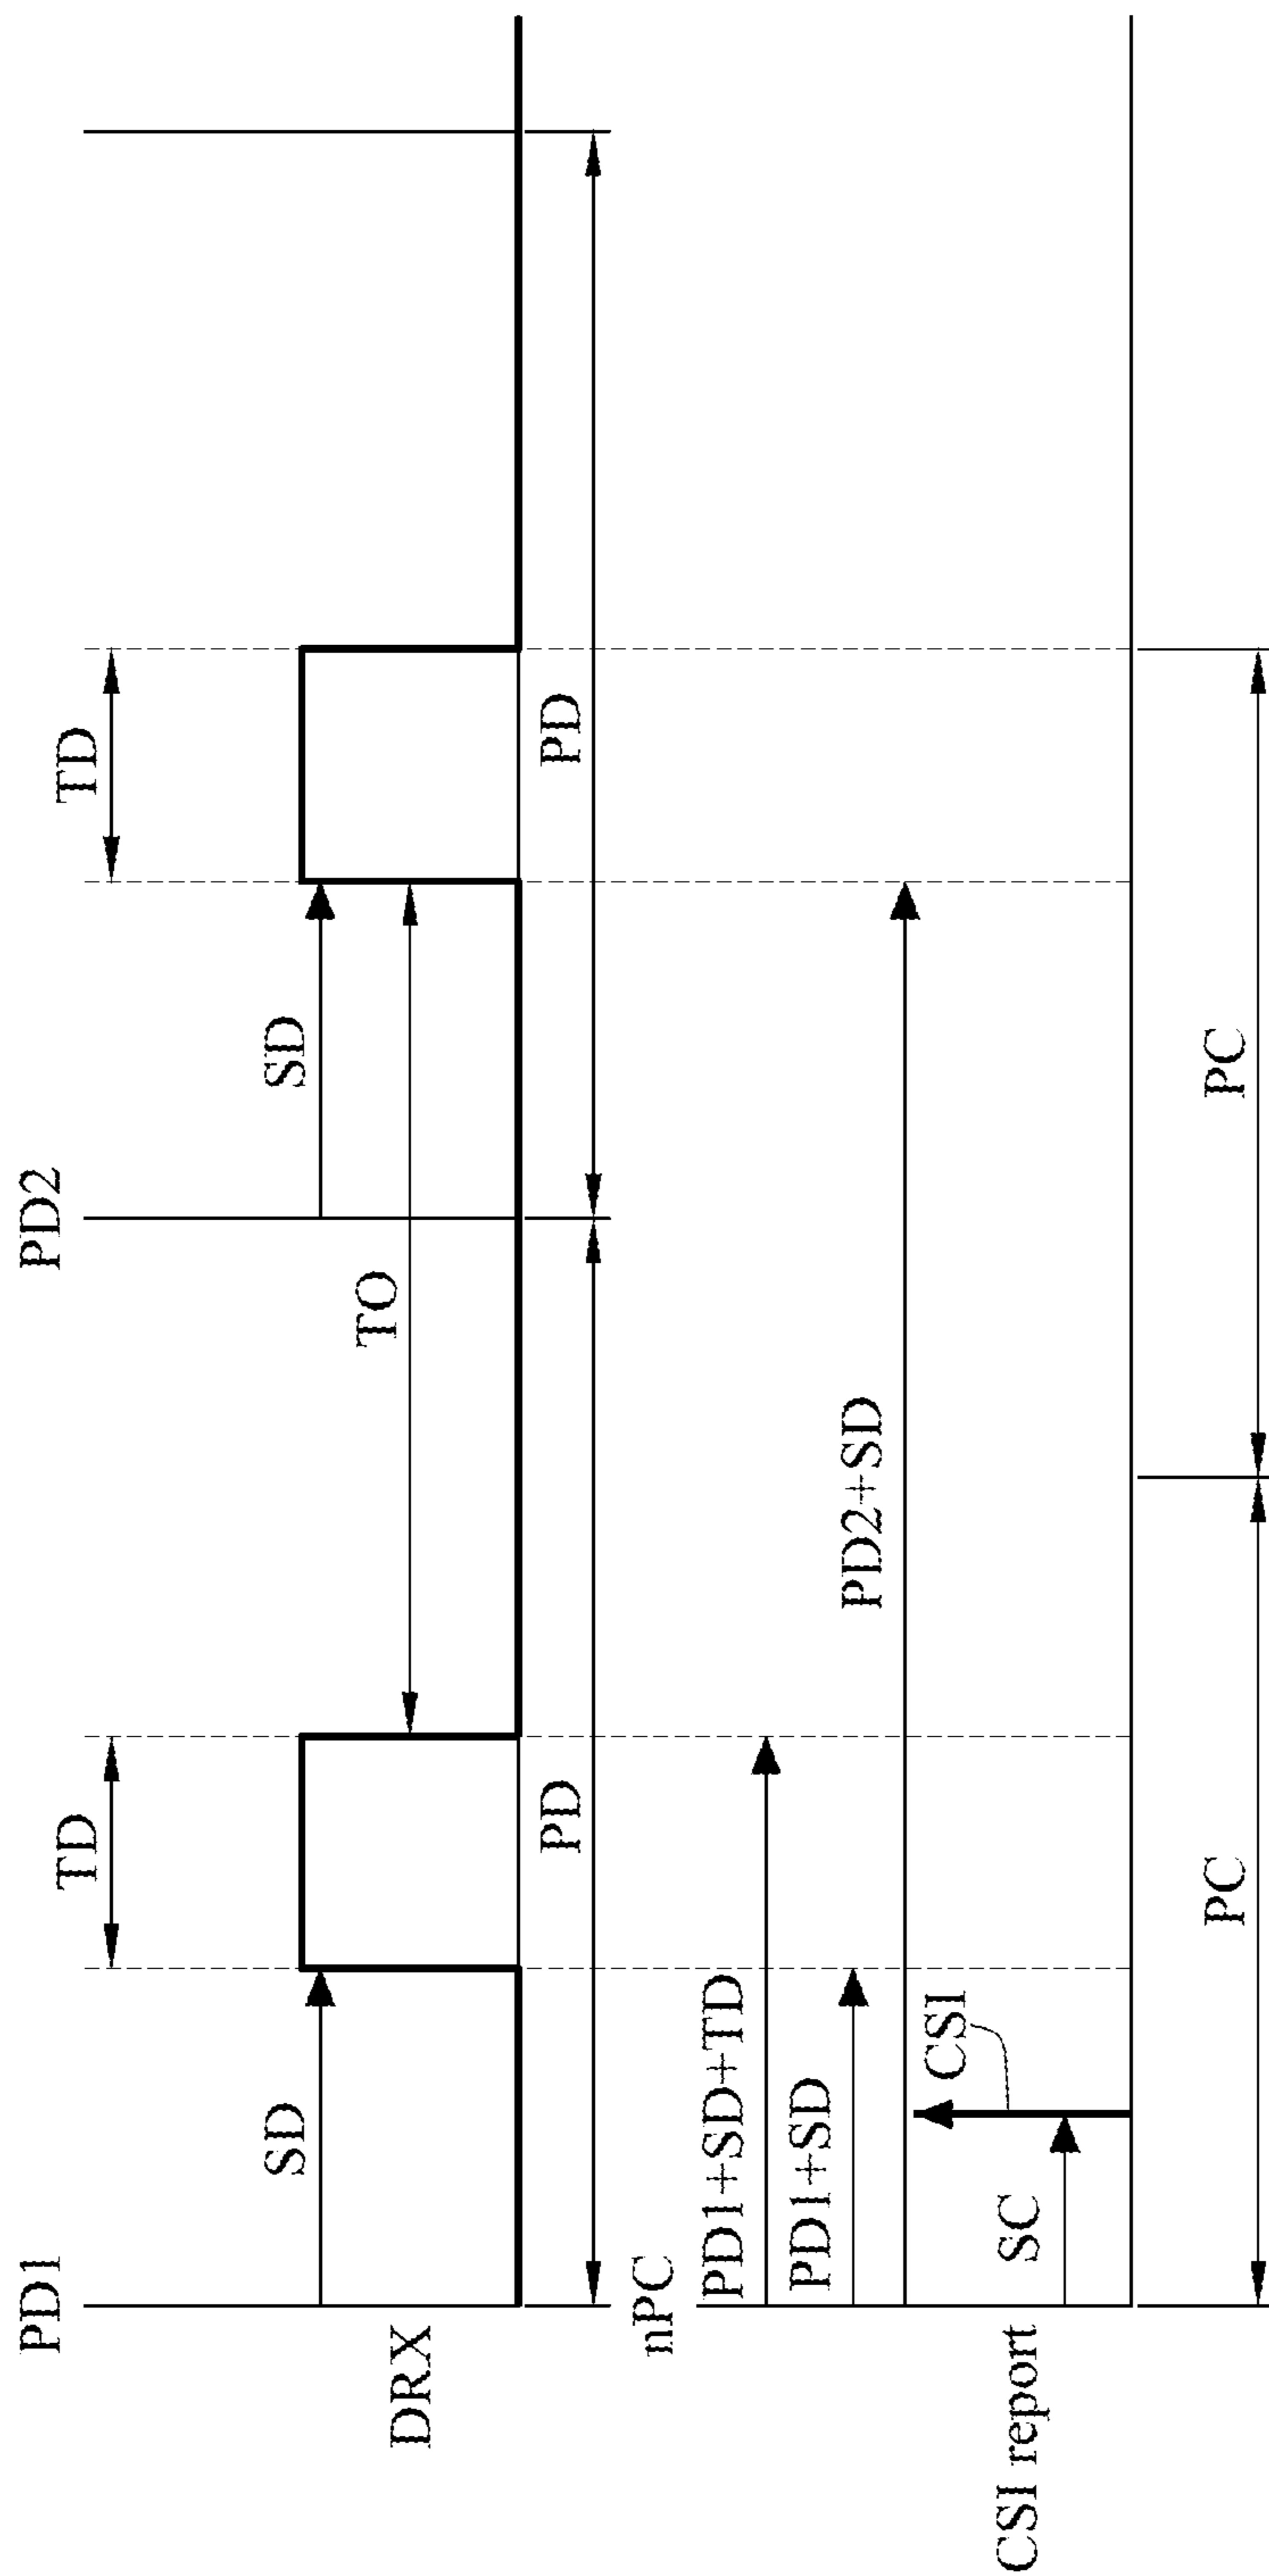 PD1
PD2
TD
TD
SD
SD
TO
DRX
PD
PD
nPC
PD1+SD+TD
PD1+SD
PD2+SD
CSI
SC
CSI report
PC
PC